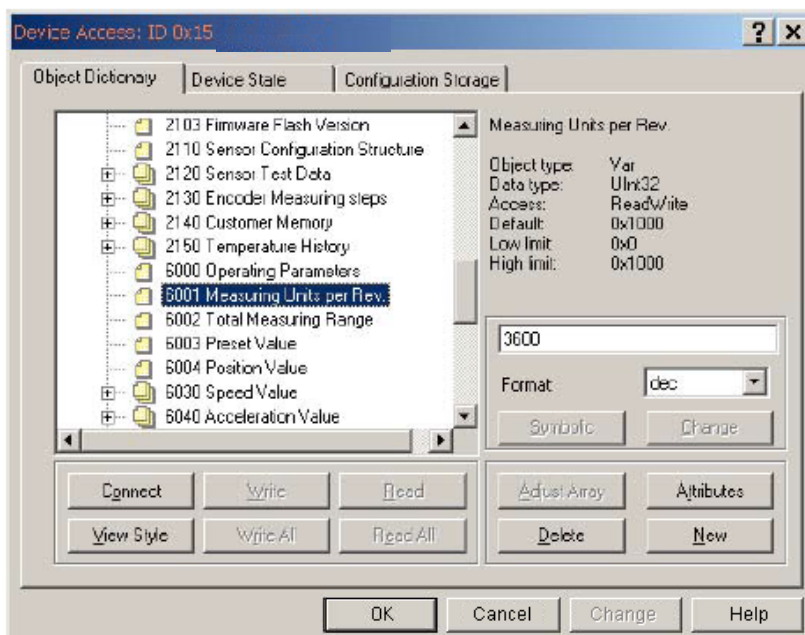 Device Access: ID 0x15
Object Dictionary
Device State
Configuration Storage
2103 Firmware Flash Version
2110 Sensor Configuration Structure
2120 Sensor Test Data
2130 Encoder Measuring steps
2140 Customer Memory
2150 Temperature History
6000 Operating Parameters
6001 Measuring Units per Rev.
6002 Total Measuring Range
6003 Preset Value
6004 Position Value
6030 Speed Value
6040 Acceleration Value
Measuring Units per Rev.
Object type: Var
Data type: UInt32
Access: ReadWrite
Default: 0x1000
Low limit 0x0
High limit: 0x1000
3600
Format dec
Symbolic Change
Connect Write Read
View Style Write All Read All
Adjust Array Attributes
Delete New
OK Cancel Change Help